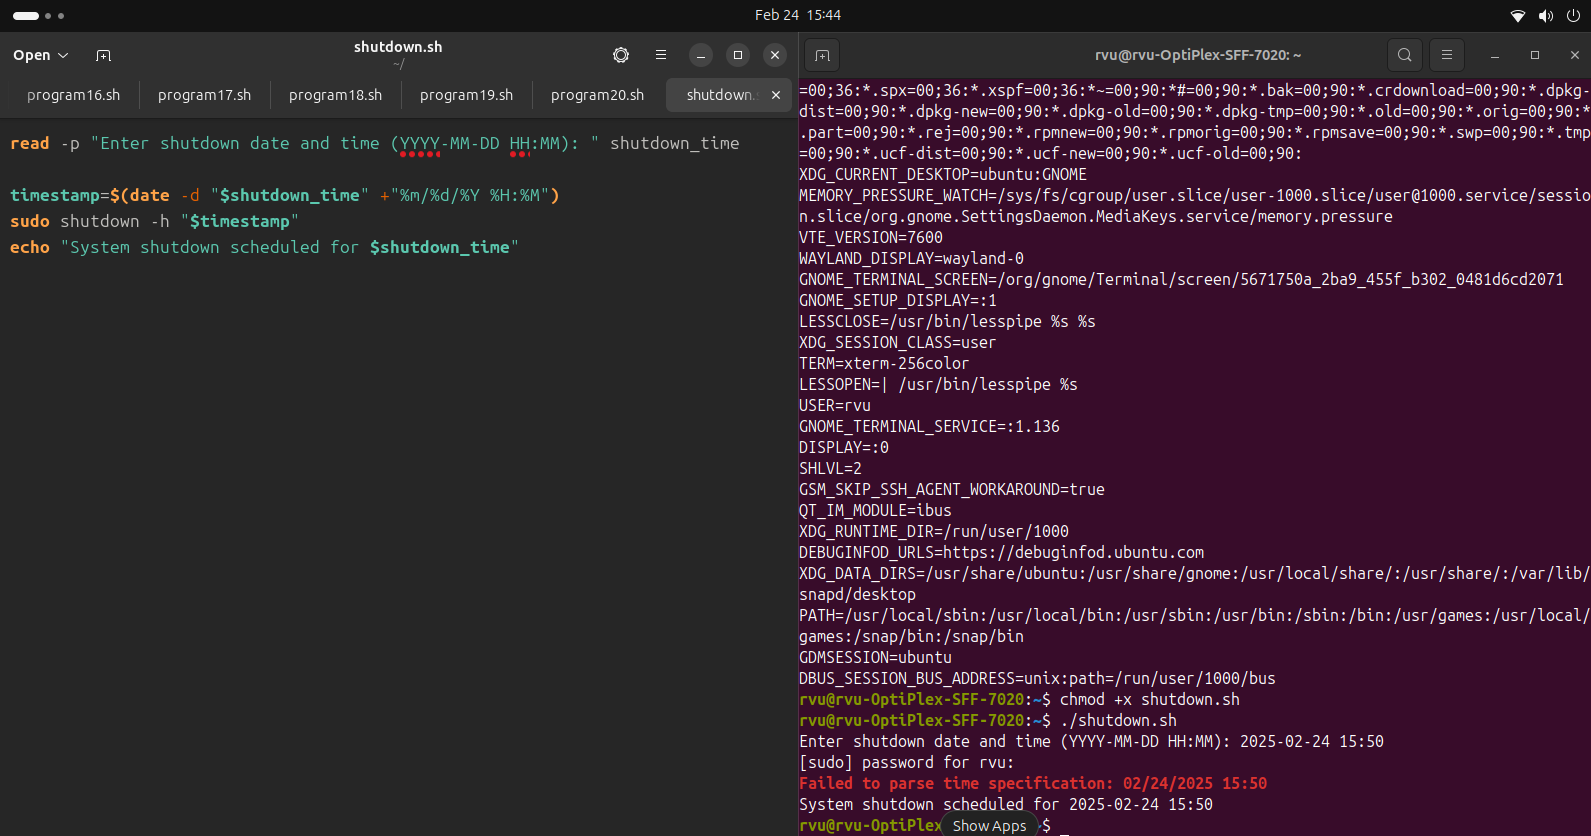 Feb 24 15:44
Open
shutdown.sh
~/
program16.sh program17.sh program18.sh program19.sh program20.sh shutdown.
read -p "Enter shutdown date and time (YYYY-MM-DD HH:MM): " shutdown_time
timestamp=$(date -d "$shutdown_time" +"%m/%d/%Y %H:%M")
sudo shutdown -h "$timestamp"
echo "System shutdown scheduled for $shutdown_time"
rvu@rvu-OptiPlex-SFF-7020: ~
=00;36:*.spx=00;36:*.xspf=00;36:*~=00;90:*#=00;90:*.bak=00;90:*.crdownload=00;90:*.dpkg-
dist=00;90:*.dpkg-new=00;90:*.dpkg-old=00;90:*.dpkg-tmp=00;90:*.old=00;90:*.orig=00;90:*
.part=00;90:*.rej=00;90:*.rpmnew=00;90:*.rpmorig=00;90:*.rpmsave=00;90:*.swp=00;90:*.tmp
=00;90:*.ucf-dist=00;90:*.ucf-new=00;90:*.ucf-old=00;90:
XDG_CURRENT_DESKTOP=ubuntu:GNOME
MEMORY_PRESSURE_WATCH=/sys/fs/cgroup/user.slice/user-1000.slice/user@1000.service/sessio
n.slice/org.gnome.SettingsDaemon.MediaKeys.service/memory.pressure
VTE_VERSION=7600
WAYLAND_DISPLAY=wayland-0
GNOME_TERMINAL_SCREEN=/org/gnome/Terminal/screen/5671750a_2ba9_455f_b302_0481d6cd2071
GNOME_SETUP_DISPLAY=:1
LESSCLOSE=/usr/bin/lesspipe %s %s
XDG_SESSION_CLASS=user
TERM=xterm-256color
LESSOPEN=| /usr/bin/lesspipe %s
USER=rvu
GNOME_TERMINAL_SERVICE=:1.136
DISPLAY=:0
SHLVL=2
GSM_SKIP_SSH_AGENT_WORKAROUND=true
QT_IM_MODULE=ibus
XDG_RUNTIME_DIR=/run/user/1000
DEBUGINFOD_URLS=https://debuginfod.ubuntu.com
XDG_DATA_DIRS=/usr/share/ubuntu:/usr/share/gnome:/usr/local/share/:/usr/share/:/var/lib/
snapd/desktop
PATH=/usr/local/sbin:/usr/local/bin:/usr/sbin:/usr/bin:/sbin:/bin:/usr/games:/usr/local/
games:/snap/bin:/snap/bin
GDMSESSION=ubuntu
DBUS_SESSION_BUS_ADDRESS=unix:path=/run/user/1000/bus
rvu@rvu-OptiPlex-SFF-7020:~$ chmod +x shutdown.sh
rvu@rvu-OptiPlex-SFF-7020:~$ ./shutdown.sh
Enter shutdown date and time (YYYY-MM-DD HH:MM): 2025-02-24 15:50
[sudo] password for rvu:
Failed to parse time specification: 02/24/2025 15:50
System shutdown scheduled for 2025-02-24 15:50
rvu@rvu-OptiPlex ~$
Show Apps